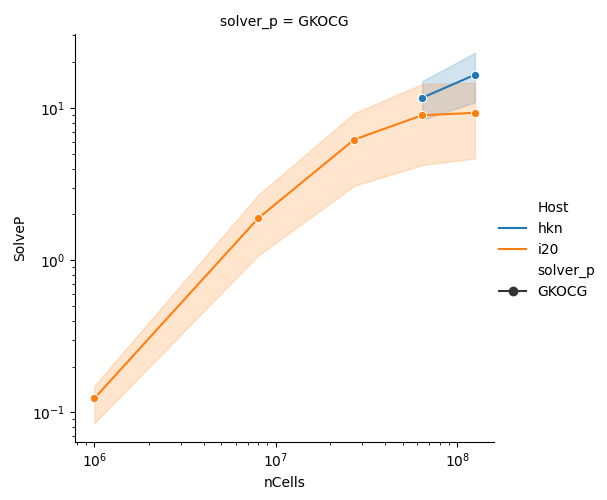 solver_p = GKOCG
SolveP
10¹
10⁰
10⁻¹
10⁶
10⁷
10⁸
nCells
Host
hkn
i20
solver_p
GKOCG